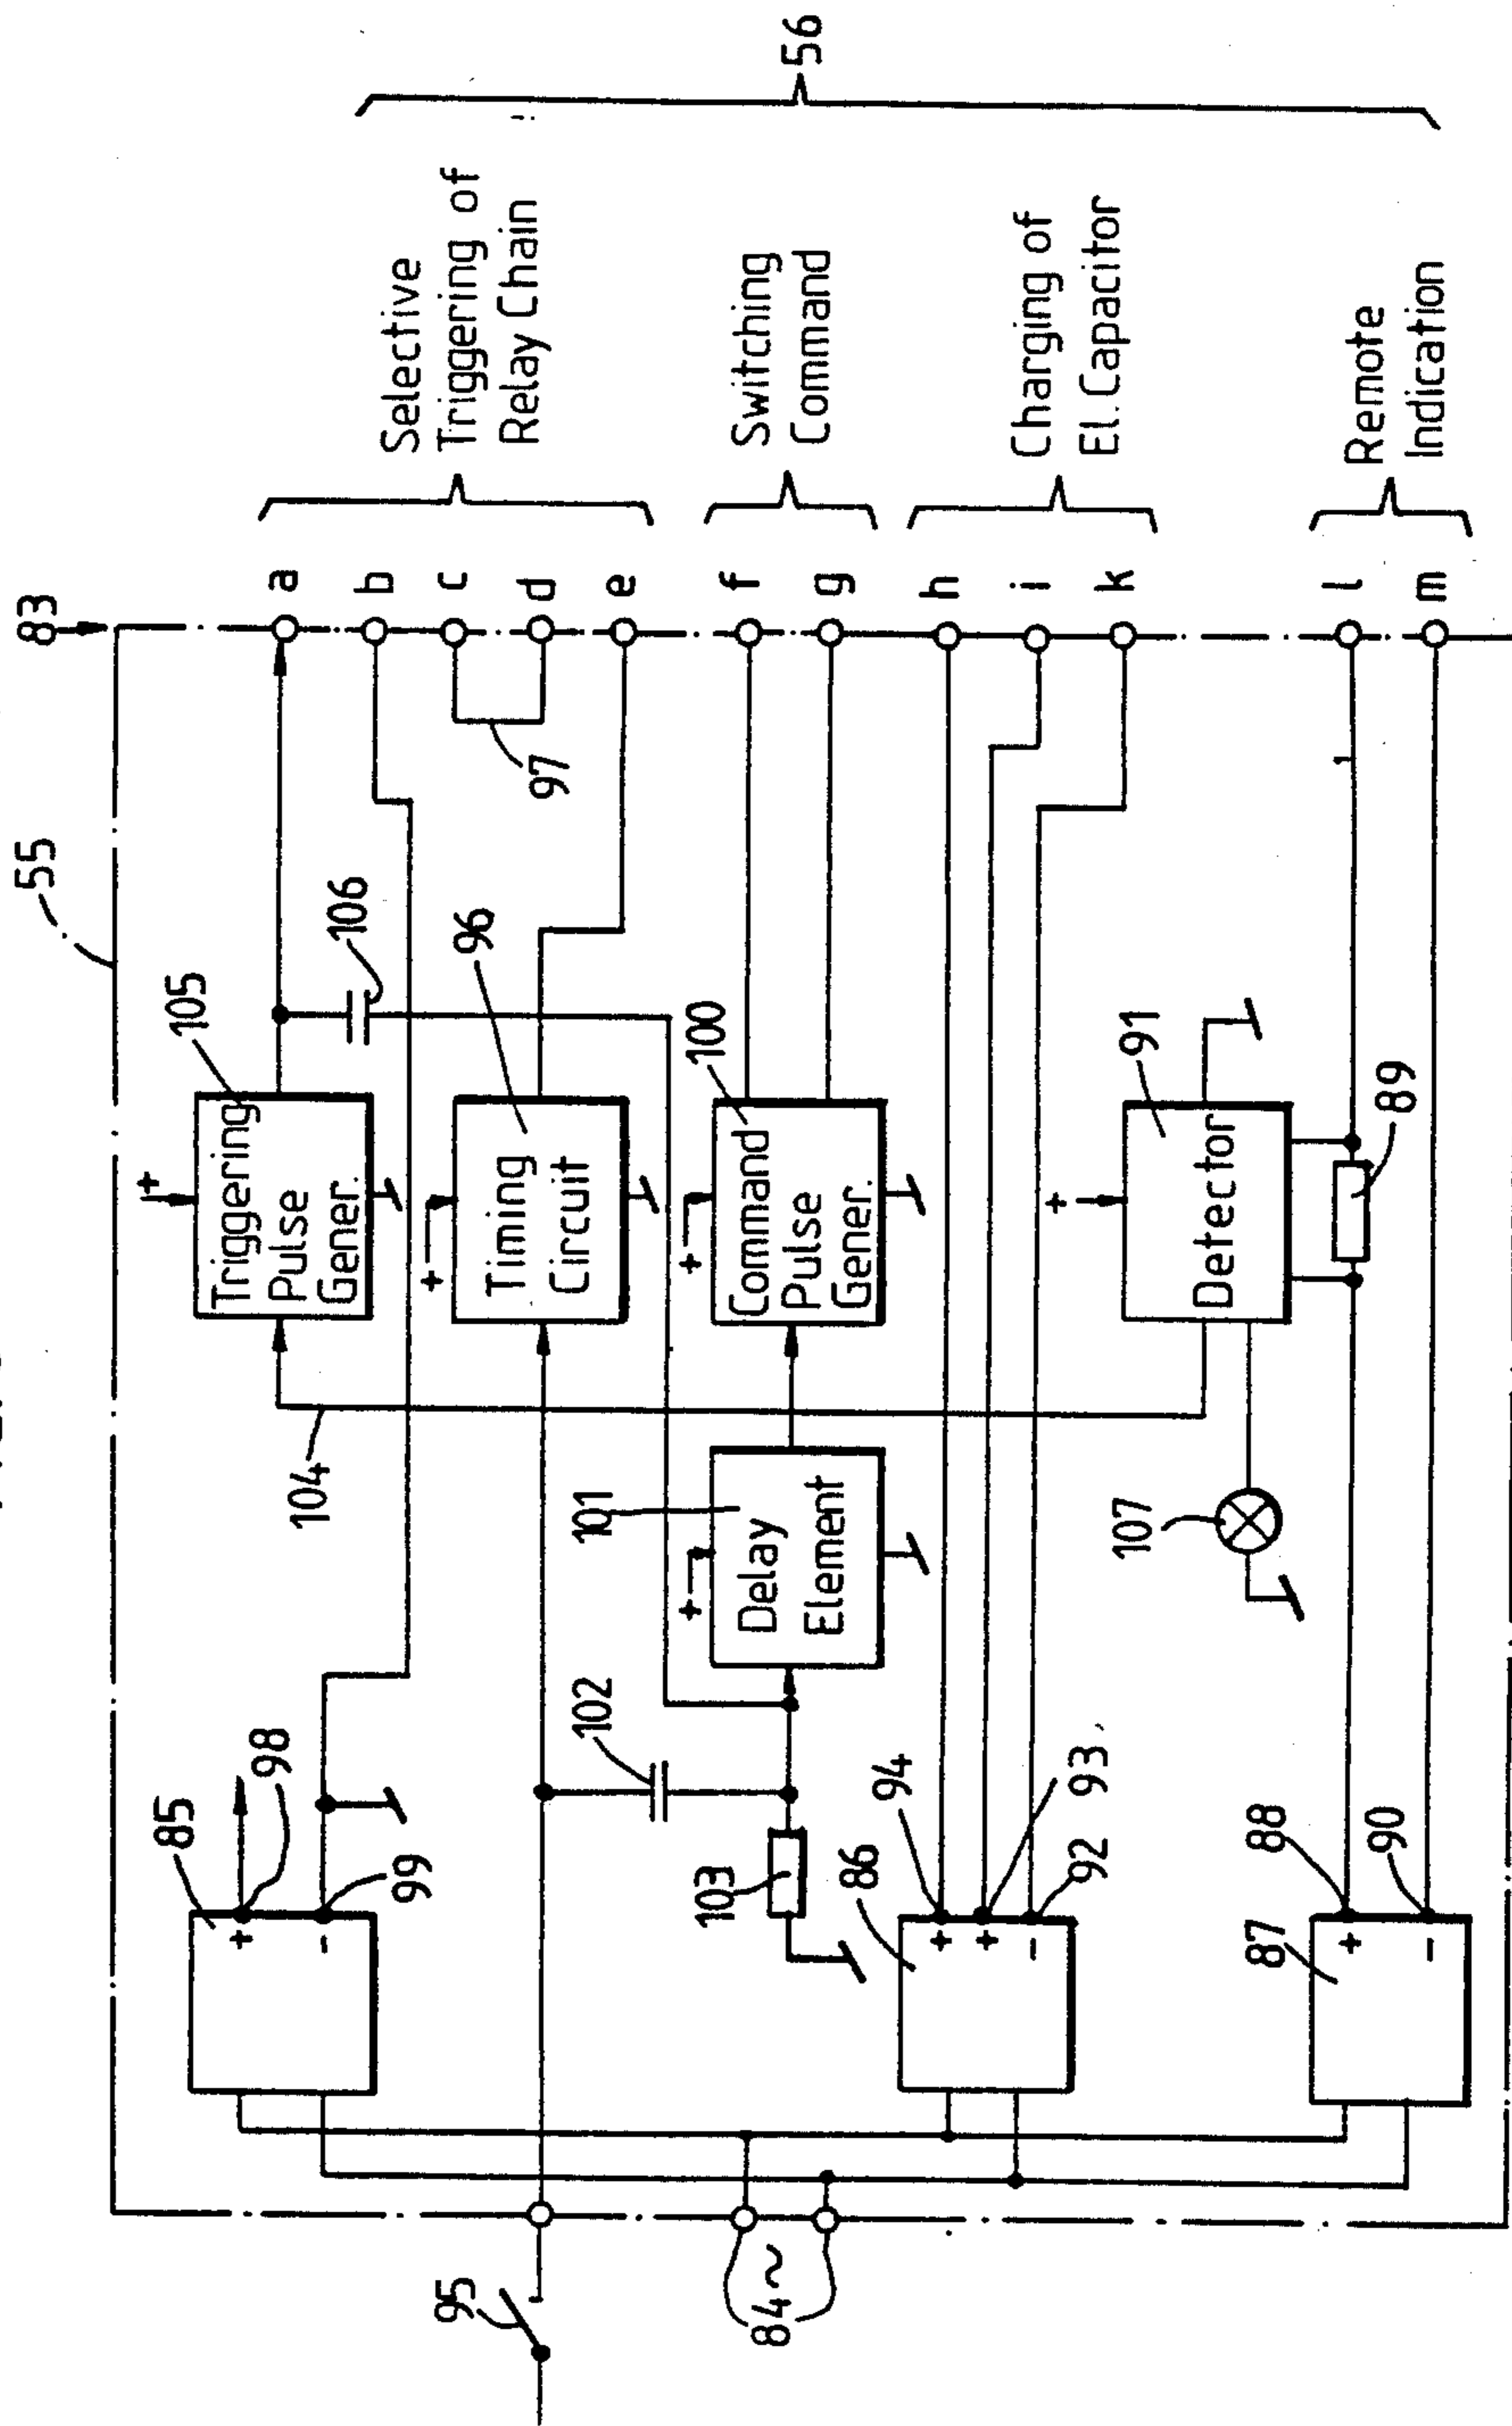 55
83
85
98
99
104
105
Triggering
Pulse
Gener.
106
a
b
c
d
e
Selective
Triggering of
Relay Chain
95
96
Timing
Circuit
97
102
103
101
Delay
Element
100
Command
Pulse
Gener.
f
g
Switching
Command
56
84~
86
94
93
92
h
i
k
Charging of
El.Capacitor
107
91
Detector
89
87
88
90
l
m
Remote
Indication
+
-
+
+
-
+
-
+
+
+
+
+